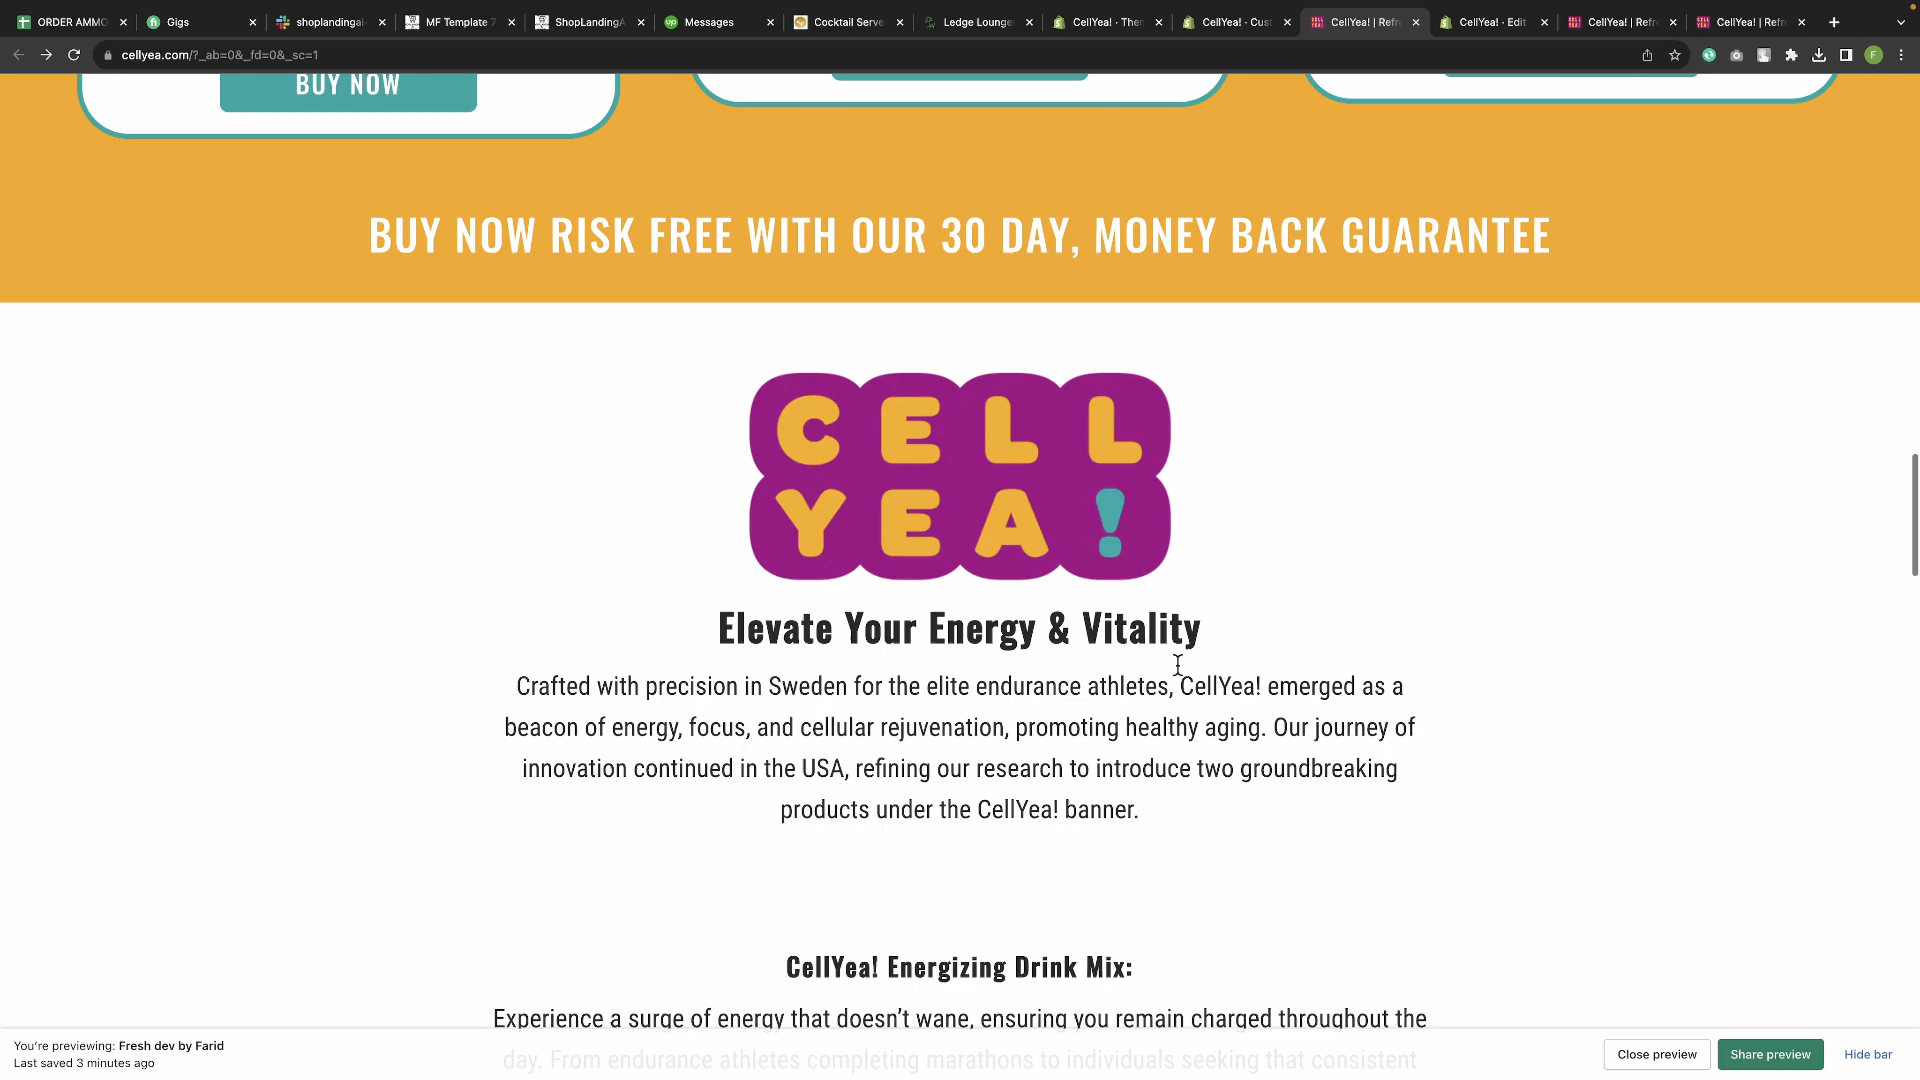 ORDER AMMO
Gigs
shoplandingai-
MF Template 7
ShopLandingA
Messages
Cocktail Serve
Ledge Lounge
CellYea! · Then
CellYea! · Cust
CellYea! | Refre
CellYea! · Edit
CellYea! | Refre
CellYea! | Refre
cellyea.com/?_ab=0&_fd=0&_sc=1
F
BUY NOW
BUY NOW RISK FREE WITH OUR 30 DAY, MONEY BACK GUARANTEE
CELL
YEA!
Elevate Your Energy & Vitality
Crafted with precision in Sweden for the elite endurance athletes, CellYea! emerged as a
beacon of energy, focus, and cellular rejuvenation, promoting healthy aging. Our journey of
innovation continued in the USA, refining our research to introduce two groundbreaking
products under the CellYea! banner.
CellYea! Energizing Drink Mix:
Experience a surge of energy that doesn’t wane, ensuring you remain charged throughout the
day. From endurance athletes completing marathons to individuals seeking that consistent
You’re previewing: Fresh dev by Farid
Last saved 3 minutes ago
Close preview
Share preview
Hide bar